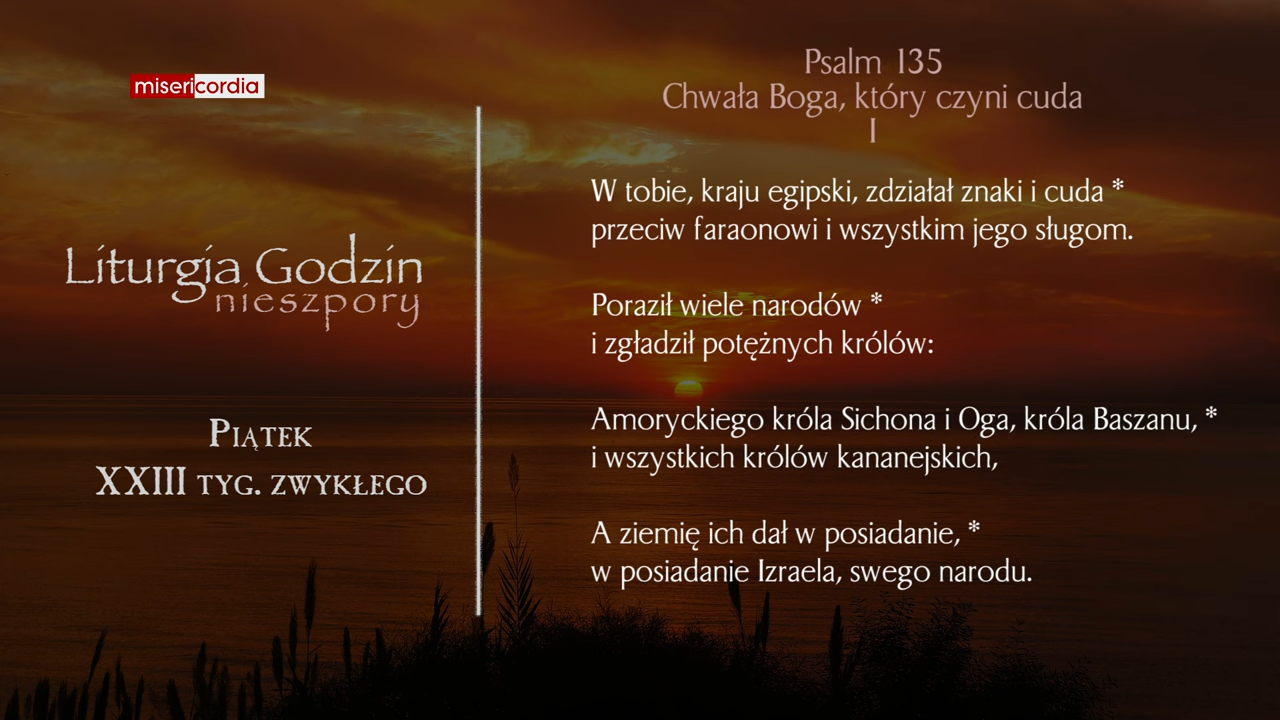 misericordia
Liturgia Godzin
nieszpory
Piątek
XXIII tyg. zwykłego
Psalm 135
Chwała Boga, który czyni cuda
I
W tobie, kraju egipski, zdziałał znaki i cuda *
przeciw faraonowi i wszystkim jego sługom.
Poraził wiele narodów *
i zgładził potężnych królów:
Amoryckiego króla Sichona i Oga, króla Baszanu, *
i wszystkich królów kananejskich,
A ziemię ich dał w posiadanie, *
w posiadanie Izraela, swego narodu.